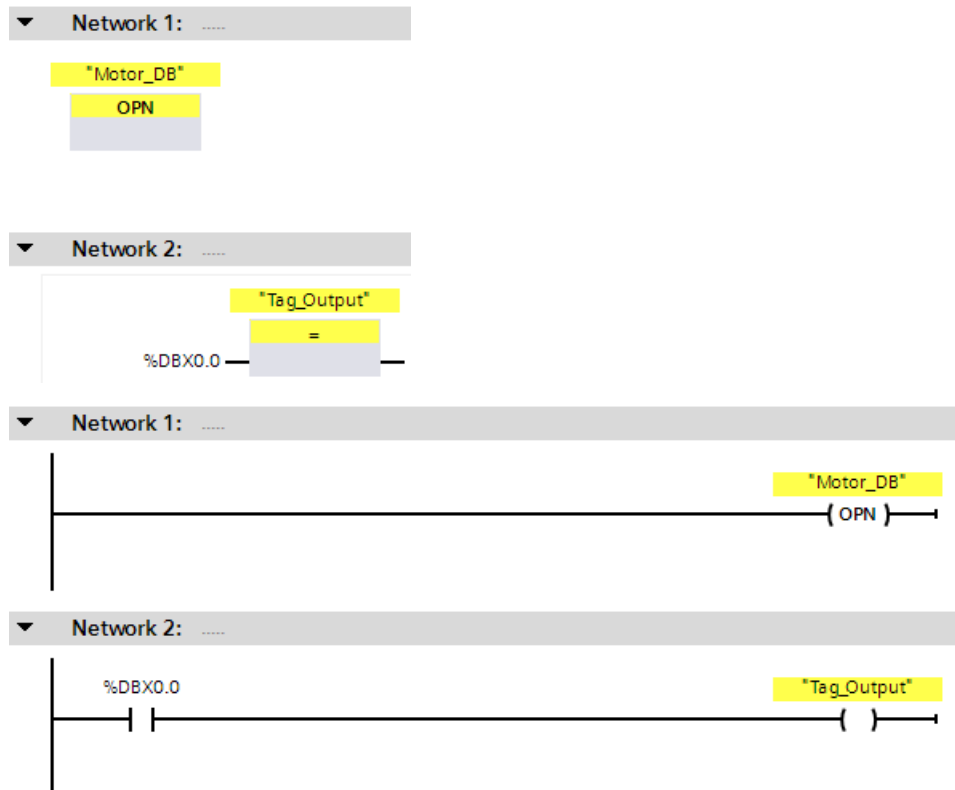 Network 1: .....
"Motor_DB"
OPN
Network 2: .....
"Tag_Output"
=
%DBX0.0
Network 1: .....
"Motor_DB"
( OPN )
Network 2: .....
%DBX0.0
"Tag_Output"
( )